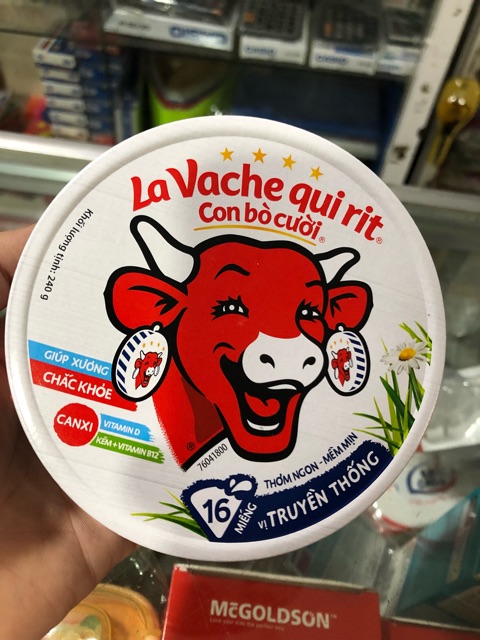 La Vache qui rit®
Con bò cười®
Khối lượng tịnh: 240 g
GIÚP XƯƠNG
CHẮC KHỎE
CANXI
VITAMIN D
KẼM + VITAMIN B12
76041800
THƠM NGON - MỀM MỊN
16 MIẾNG
VỊ TRUYỀN THỐNG
McGOLDSON™